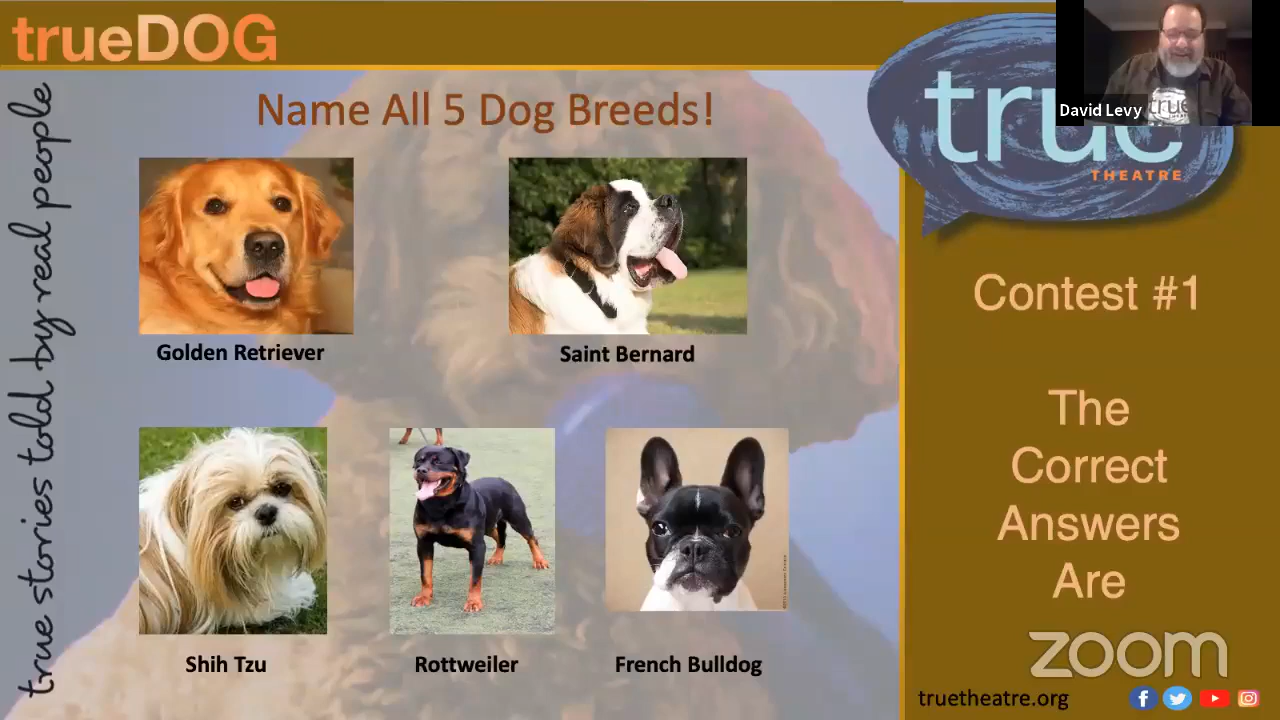 trueDOG
true stories told by real people
Name All 5 Dog Breeds!
Golden Retriever
Saint Bernard
Shih Tzu
Rottweiler
French Bulldog
David Levy
true
true
THEATRE
Contest #1
The
Correct
Answers
Are
zoom
truetheatre.org